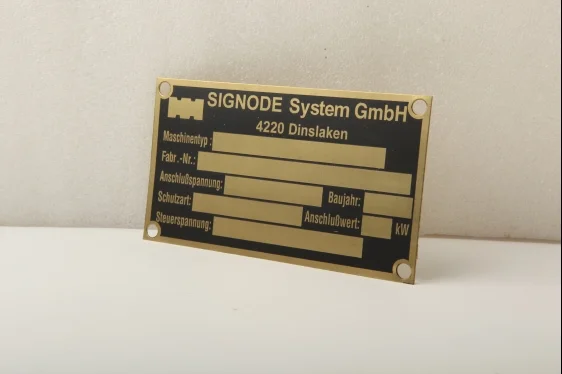 SIGNODE System GmbH
4220 Dinslaken
Maschinentyp :
Fabr .-Nr.:
Anschlußspannung: Baujahr:
Schutzart: Anschlußwert: kW
Steuerspannung: